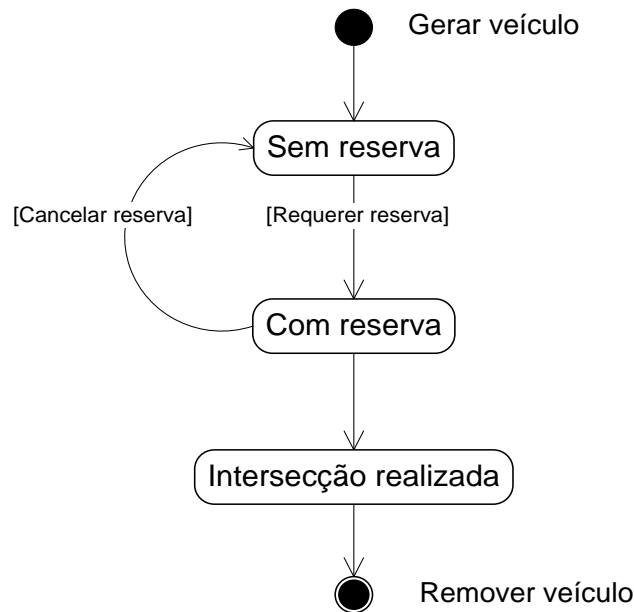 Gerar veículo
Sem reserva
[Cancelar reserva]
[Requerer reserva]
Com reserva
Intersecção realizada
Remover veículo